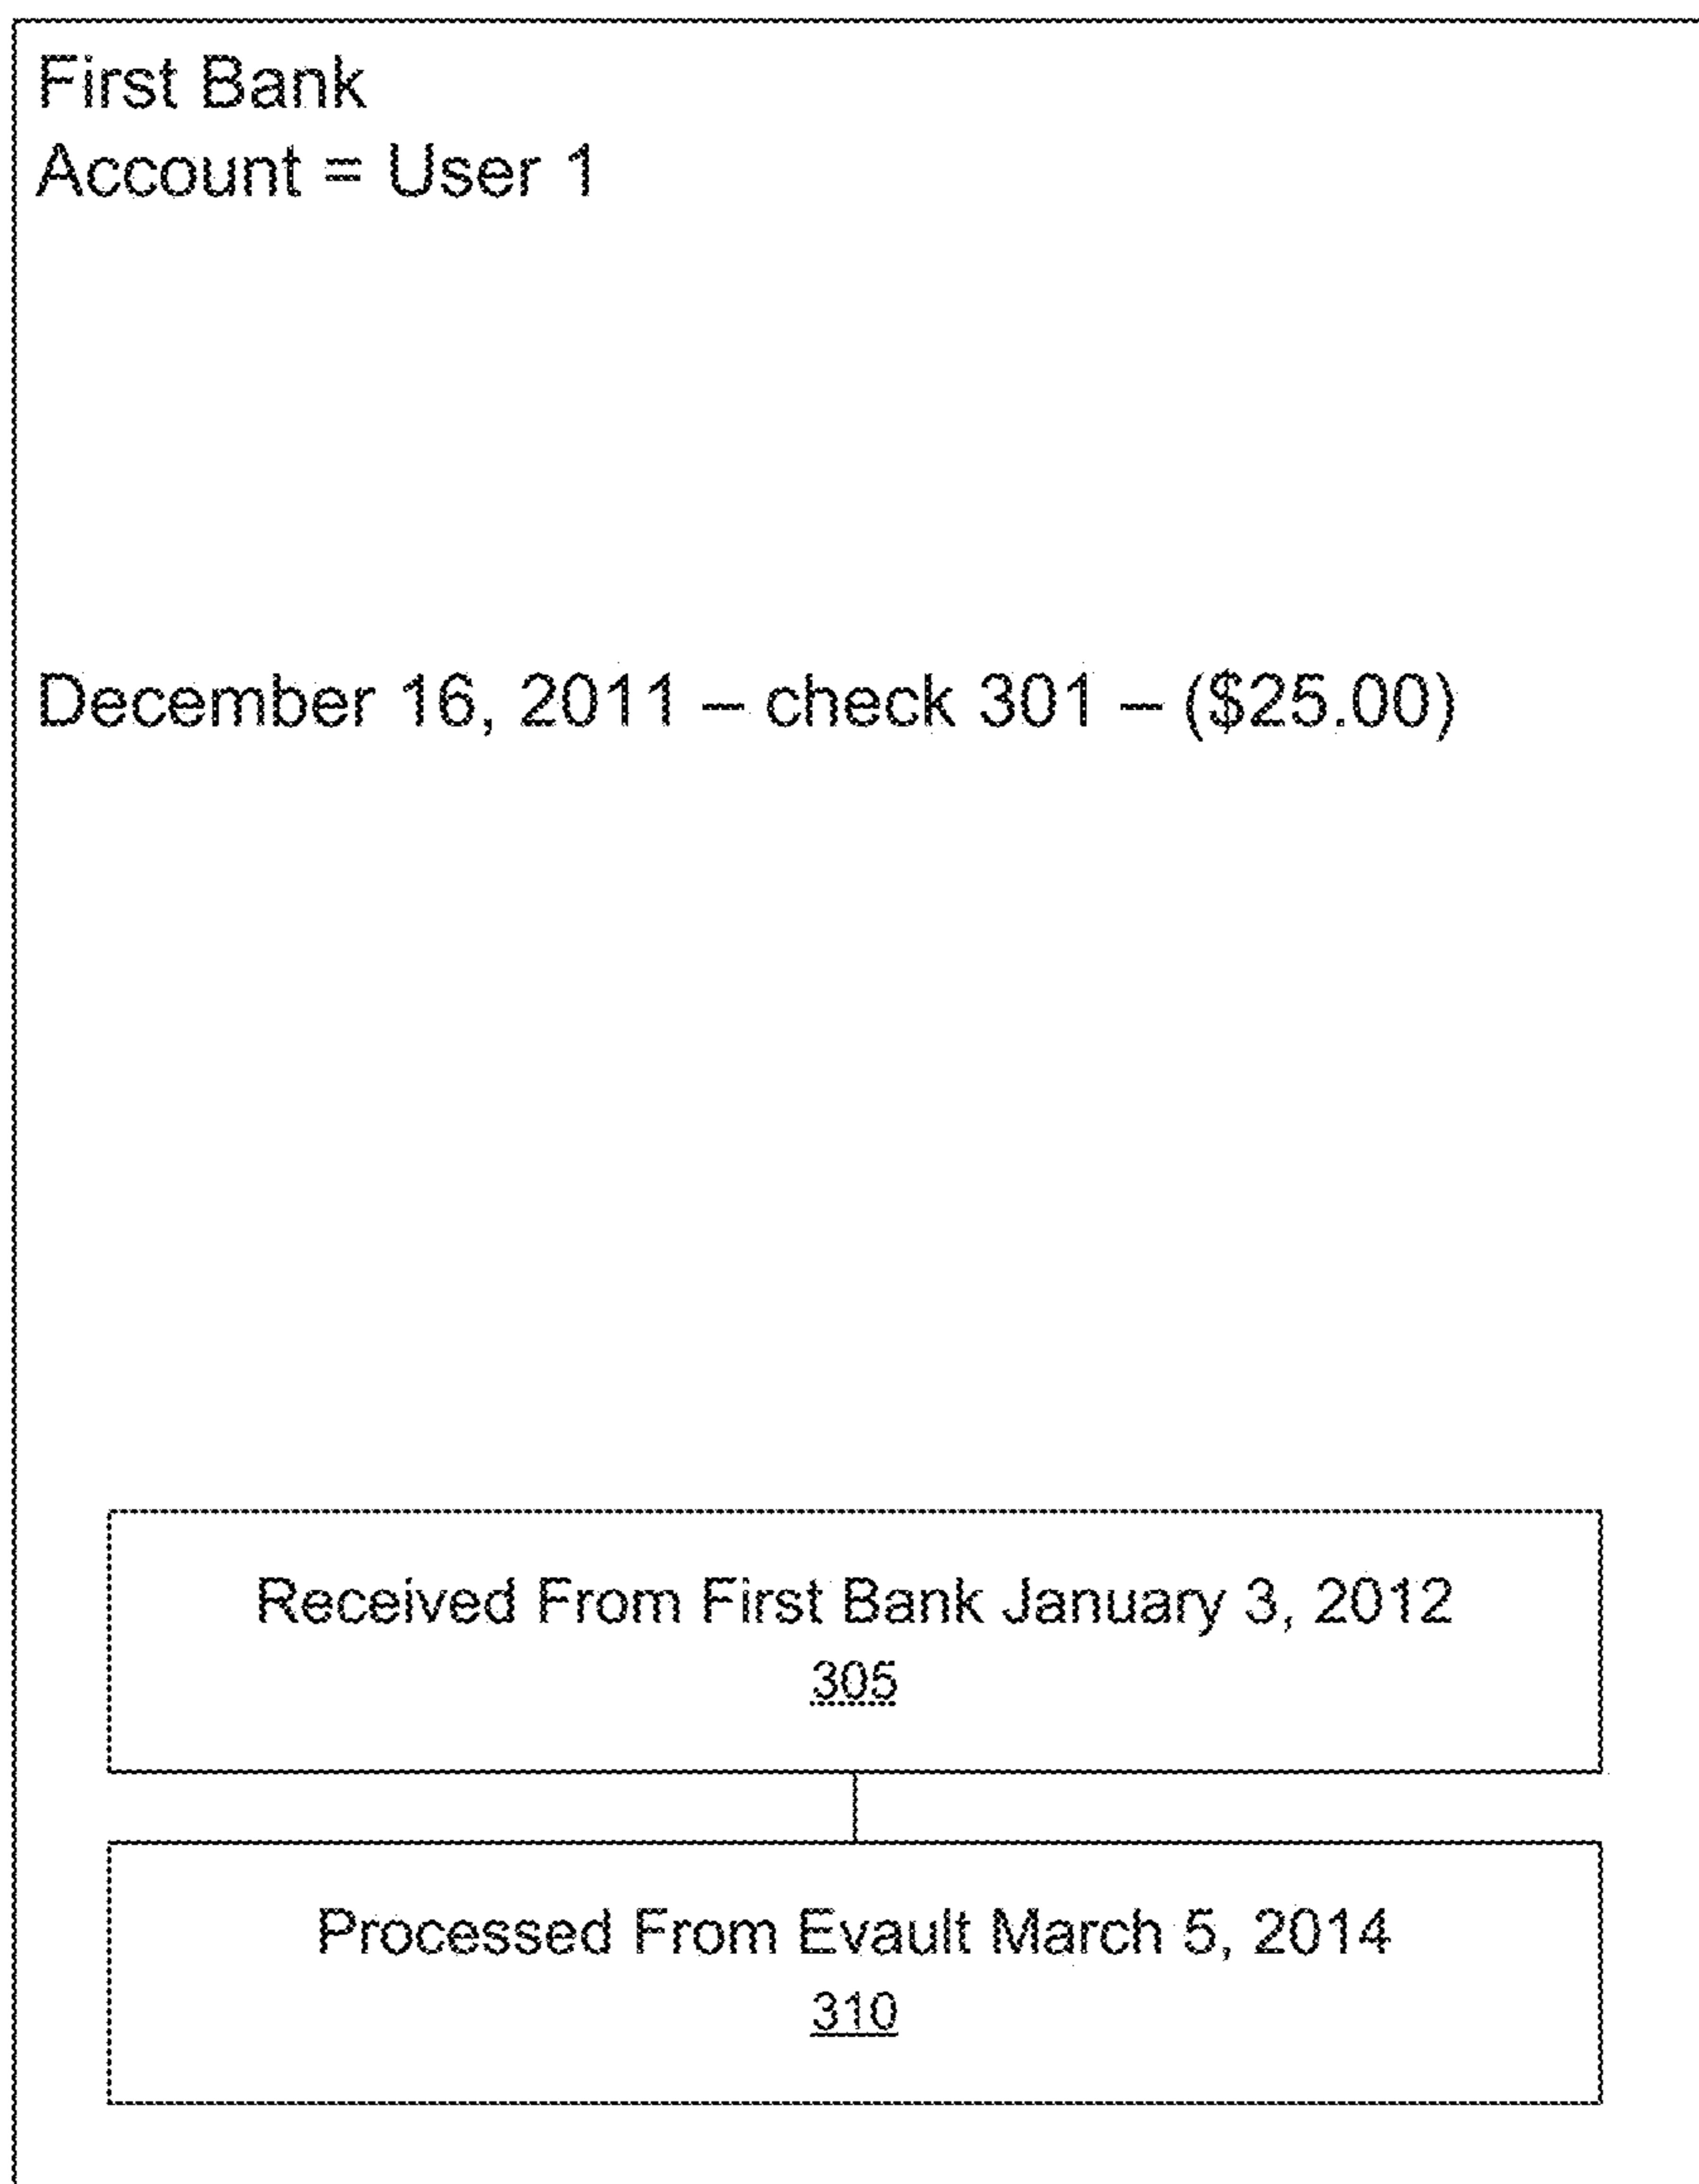 First Bank
Account = User 1
December 16, 2011 – check 301 – ($25.00)
Received From First Bank January 3, 2012
305
Processed From Evault March 5, 2014
310